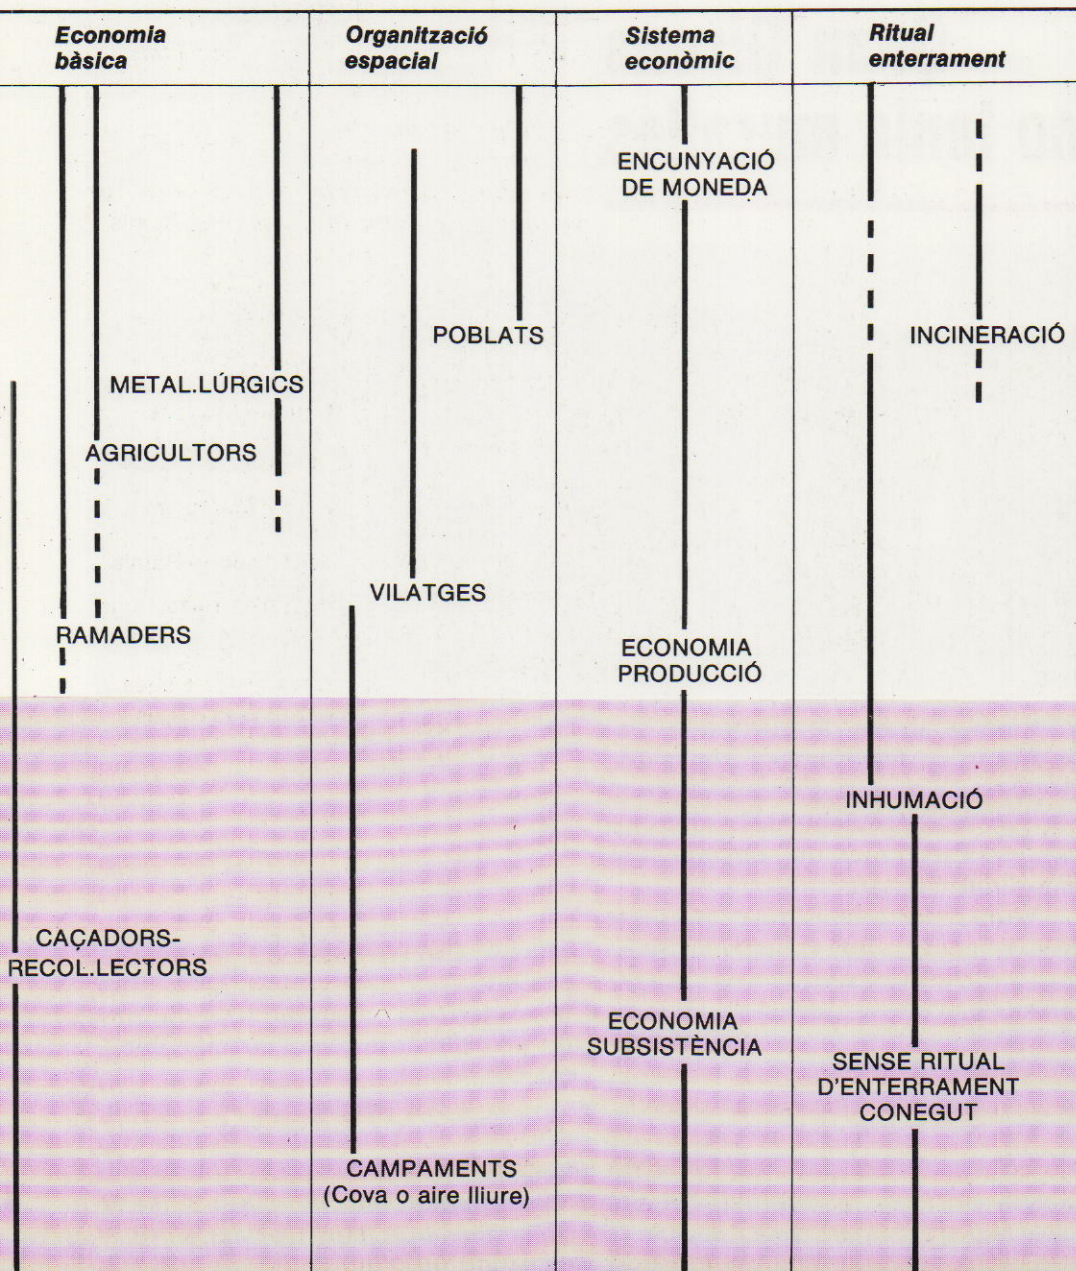 Economia
bàsica
Organització
espacial
Sistema
econòmic
Ritual
enterrament
METAL.LÚRGICS
AGRICULTORS
RAMADERS
CAÇADORS-
RECOL.LECTORS
POBLATS
VILATGES
CAMPAMENTS
(Cova o aire lliure)
ENCUNYACIÓ
DE MONEDA
ECONOMIA
PRODUCCIÓ
ECONOMIA
SUBSISTÈNCIA
INCINERACIÓ
INHUMACIÓ
SENSE RITUAL
D'ENTERRAMENT
CONEGUT